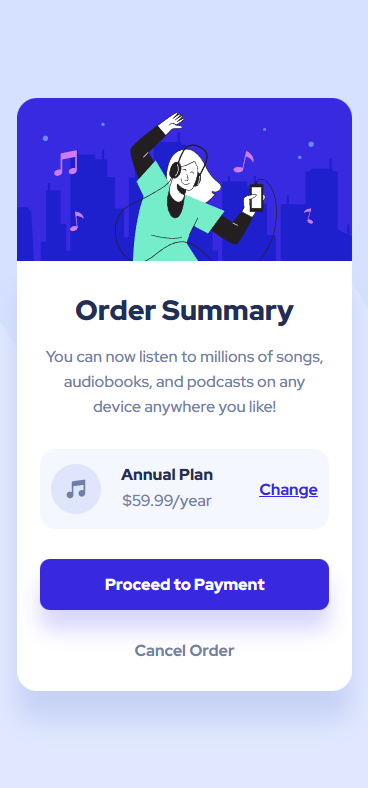 Order Summary
You can now listen to millions of songs,
audiobooks, and podcasts on any
device anywhere you like!
Annual Plan
$59.99/year
Change
Proceed to Payment
Cancel Order